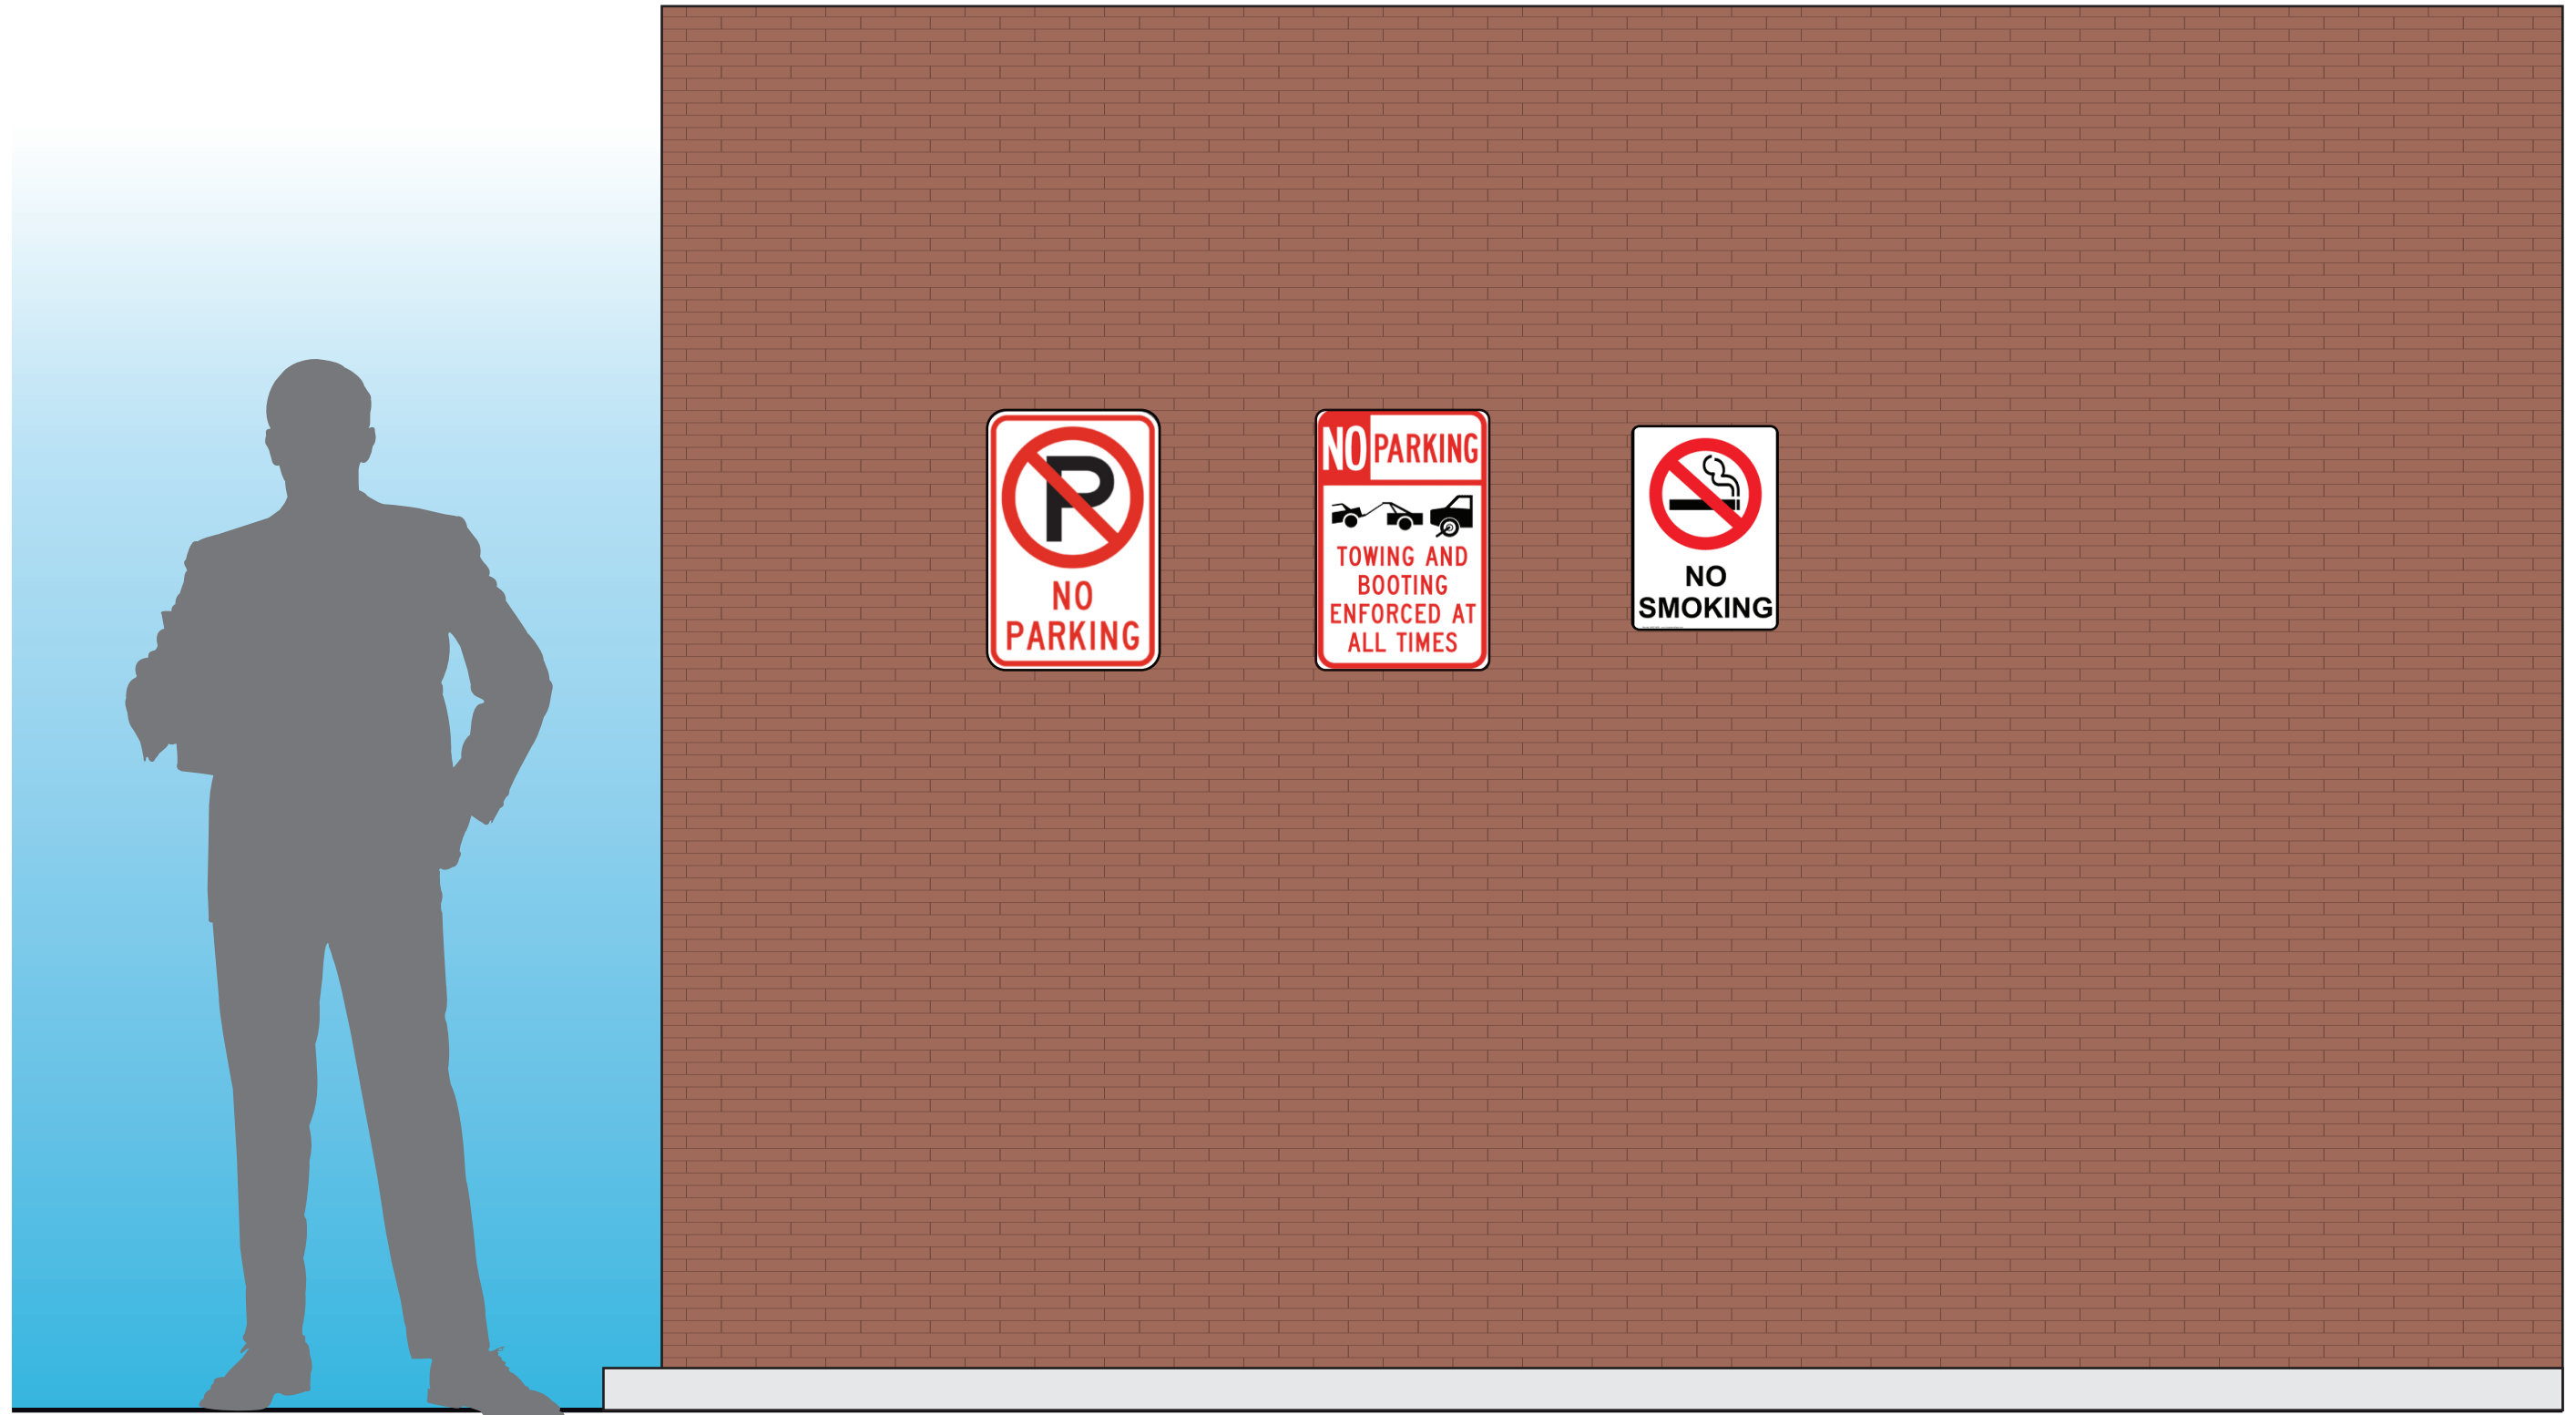 P
NO
PARKING
NO PARKING
TOWING AND
BOOTING
ENFORCED AT
ALL TIMES
NO
SMOKING